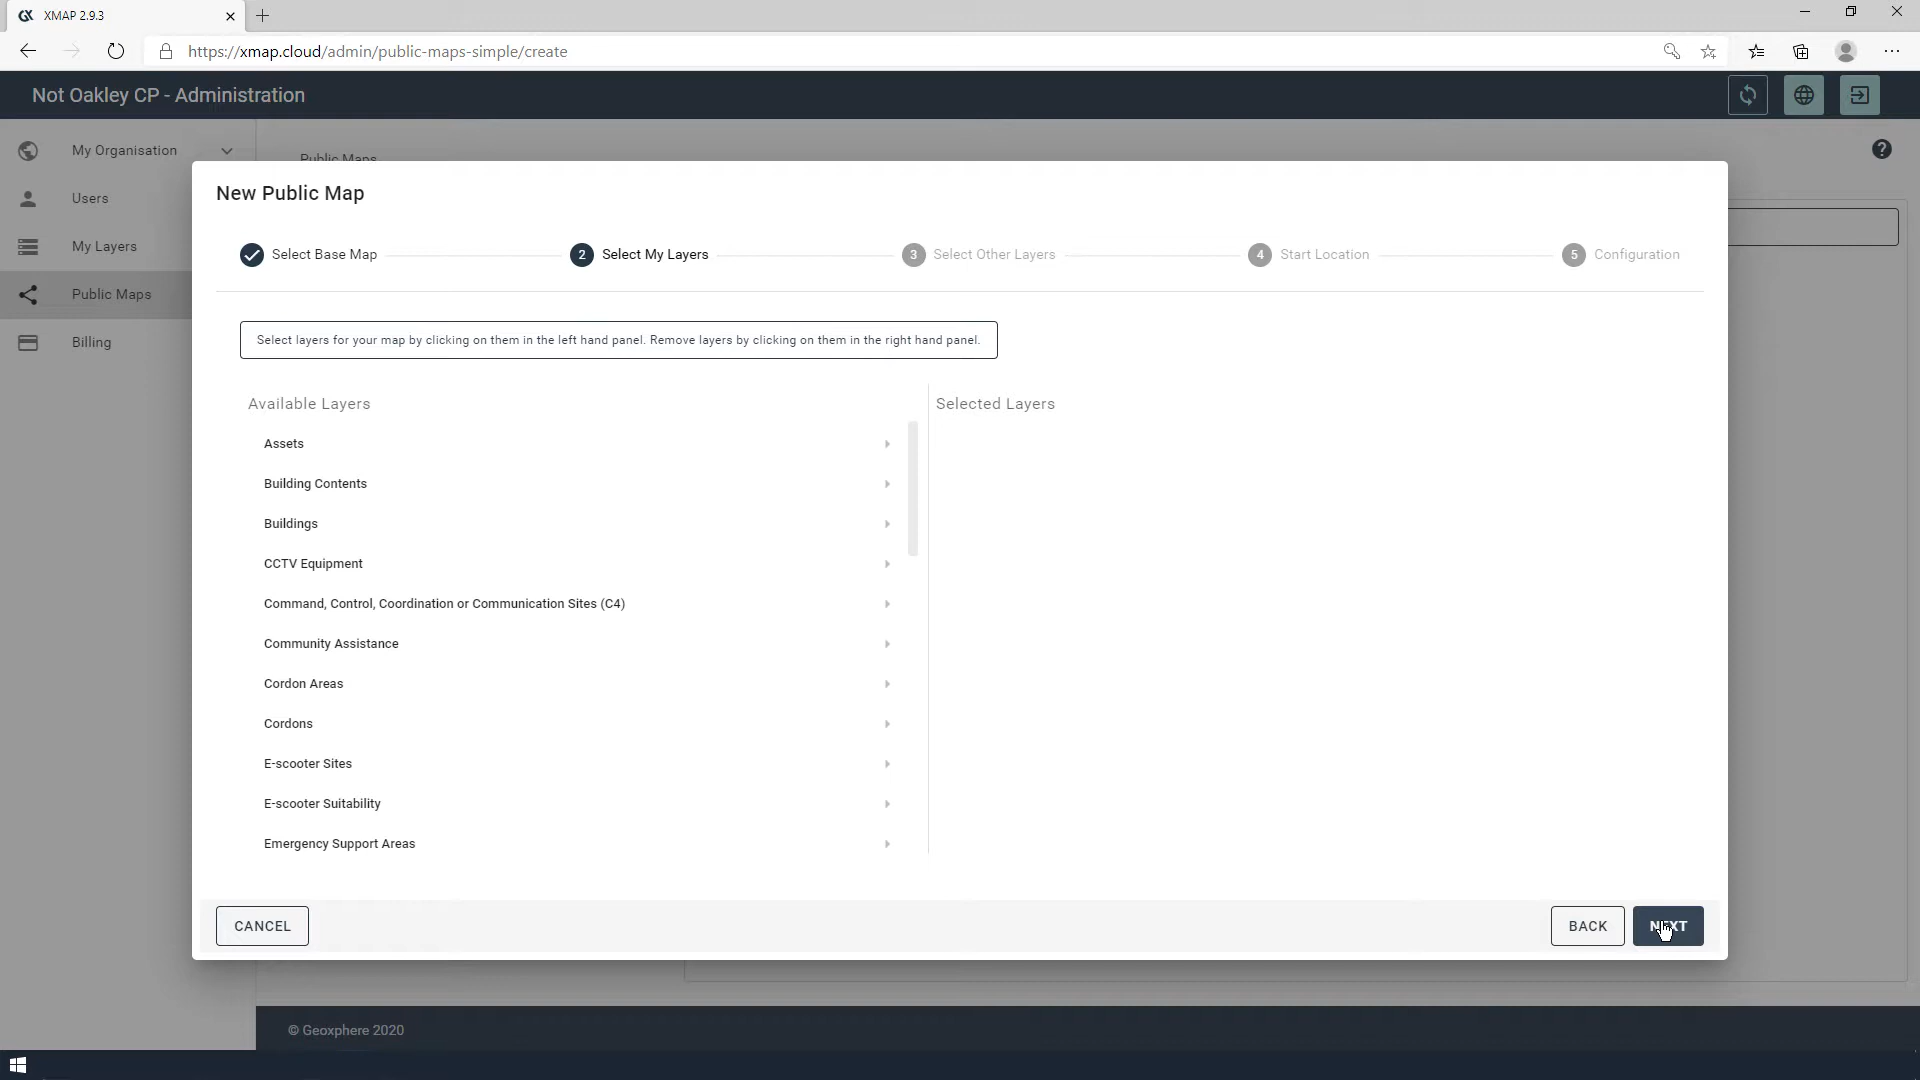 XMAP 2.9.3
https://xmap.cloud/admin/public-maps-simple/create
Not Oakley CP - Administration
My Organisation
Users
My Layers
Public Maps
Billing
Public Maps
New Public Map
Select Base Map
2 Select My Layers
3 Select Other Layers
4 Start Location
5 Configuration
Select layers for your map by clicking on them in the left hand panel. Remove layers by clicking on them in the right hand panel.
Available Layers
Selected Layers
Assets
Building Contents
Buildings
CCTV Equipment
Command, Control, Coordination or Communication Sites (C4)
Community Assistance
Cordon Areas
Cordons
E-scooter Sites
E-scooter Suitability
Emergency Support Areas
CANCEL
BACK
NEXT
© Geoxphere 2020